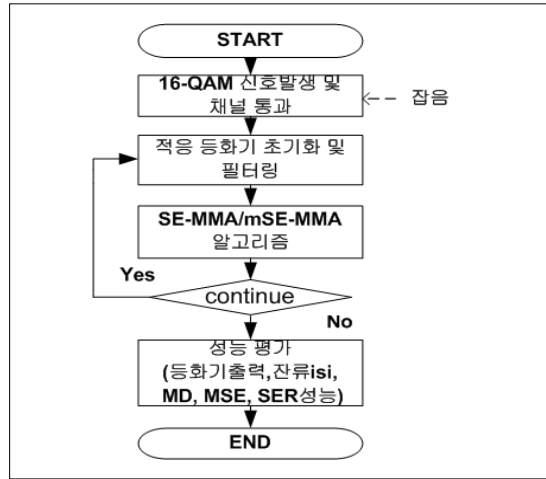 START
16-QAM 신호발생 및
채널 통과
잡음
적응 등화기 초기화 및
필터링
SE-MMA/mSE-MMA
알고리즘
Yes
continue
No
성능 평가
(등화기출력,잔류isi,
MD, MSE, SER성능)
END